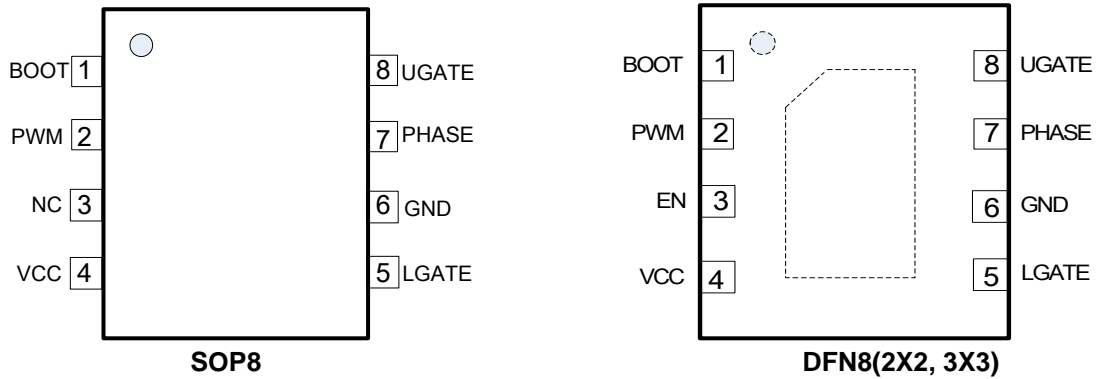 BOOT 1
8 UGATE
PWM 2
7 PHASE
NC 3
6 GND
VCC 4
5 LGATE
SOP8
BOOT 1
8 UGATE
PWM 2
7 PHASE
EN 3
6 GND
VCC 4
5 LGATE
DFN8(2X2, 3X3)